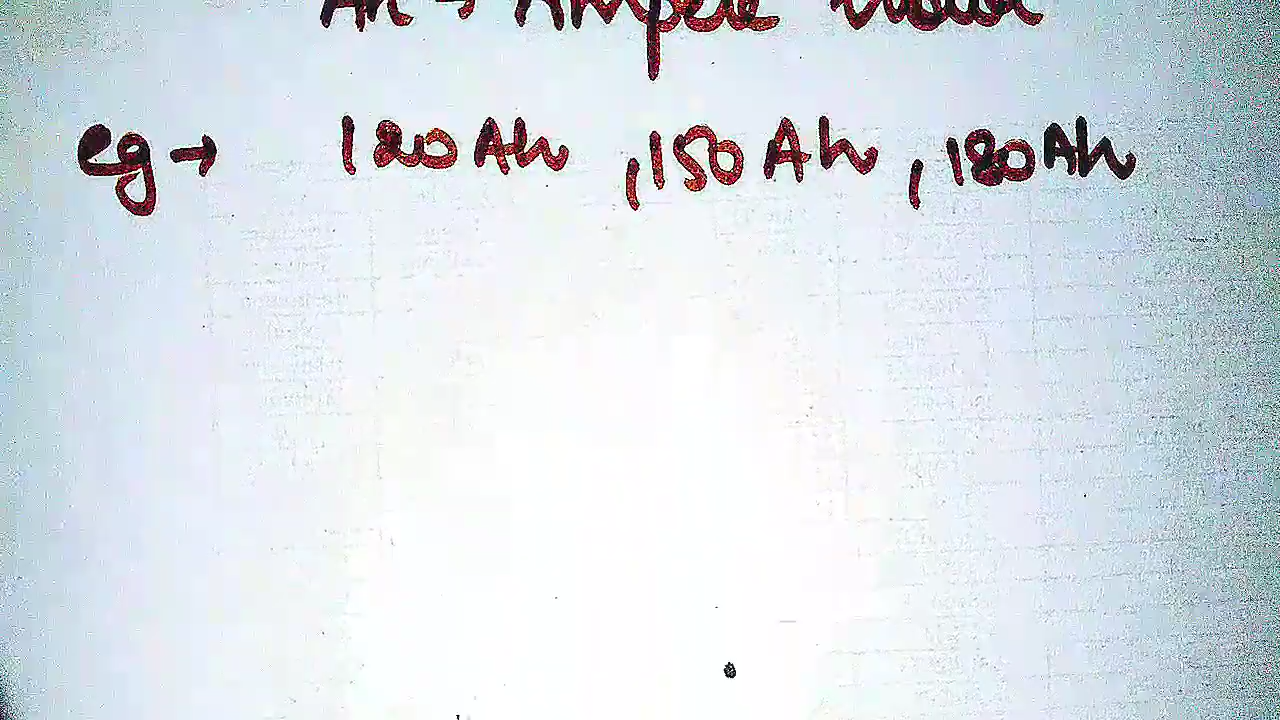 Ah → Ampere
eg → 120 Ah , 150 Ah , 180 Ah